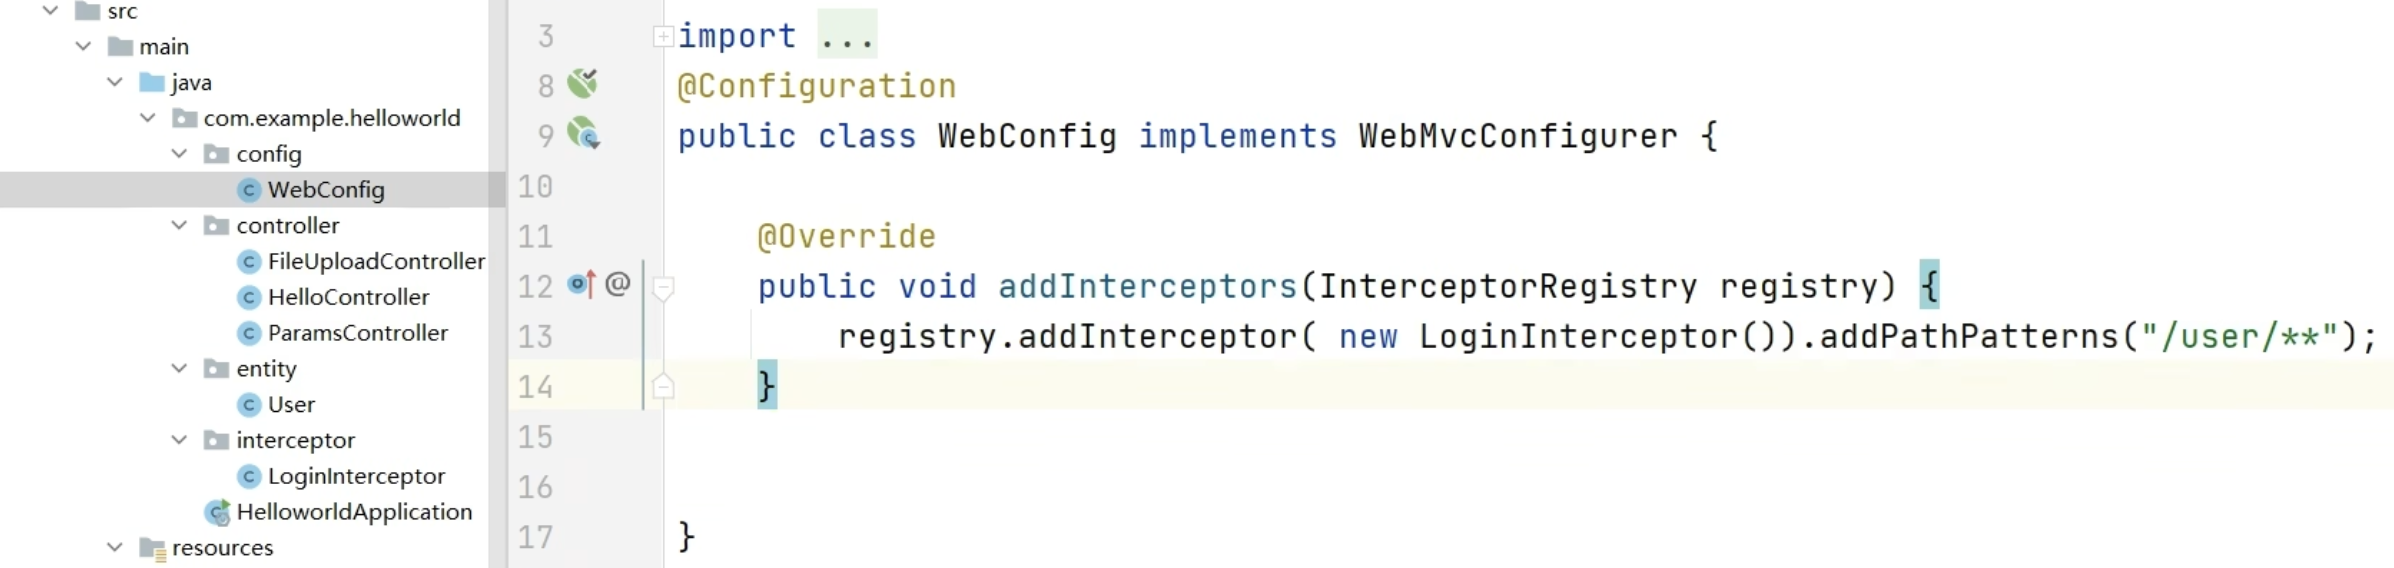 src
main
java
com.example.helloworld
config
WebConfig
controller
FileUploadController
HelloController
ParamsController
entity
User
interceptor
LoginInterceptor
HelloworldApplication
resources
3 import ...
8 @Configuration
9 public class WebConfig implements WebMvcConfigurer {
10
11 @Override
12 @ public void addInterceptors(InterceptorRegistry registry) {
13 registry.addInterceptor( new LoginInterceptor()).addPathPatterns("/user/**");
14 }
15
16
17 }